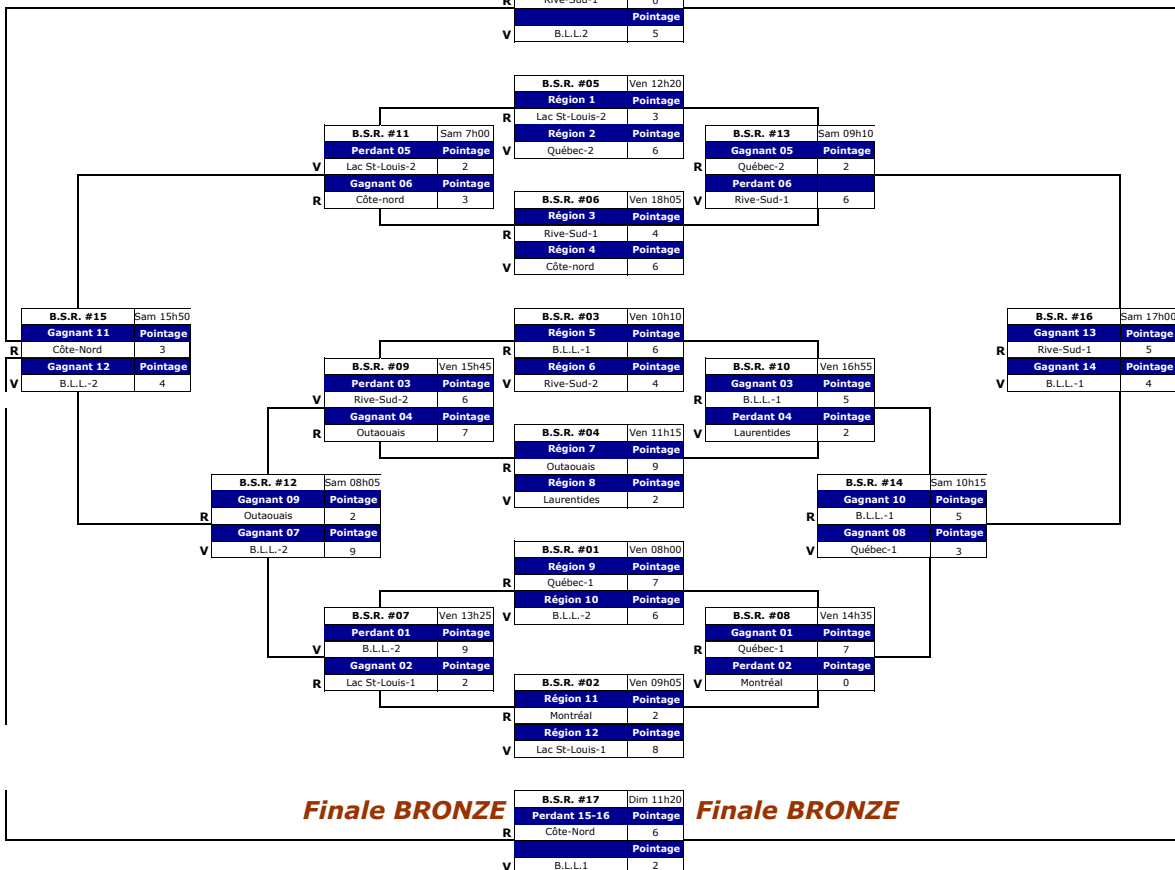 R Rive-Sud-1 0
Pointage
V B.L.L.2 5
B.S.R. #05 Ven 12h20
Région 1 Pointage
R Lac St-Louis-2 3
Région 2 Pointage
V Québec-2 6
B.S.R. #11 Sam 7h00
Perdant 05 Pointage
V Lac St-Louis-2 2
Gagnant 06 Pointage
R Côte-nord 3
B.S.R. #13 Sam 09h10
Gagnant 05 Pointage
R Québec-2 2
Perdant 06
V Rive-Sud-1 6
B.S.R. #06 Ven 18h05
Région 3 Pointage
R Rive-Sud-1 4
Région 4 Pointage
V Côte-nord 6
B.S.R. #15 Sam 15h50
Gagnant 11 Pointage
R Côte-Nord 3
Gagnant 12 Pointage
V B.L.L.-2 4
B.S.R. #03 Ven 10h10
Région 5 Pointage
R B.L.L.-1 6
Région 6 Pointage
V Rive-Sud-2 4
B.S.R. #16 Sam 17h00
Gagnant 13 Pointage
R Rive-Sud-1 5
Gagnant 14 Pointage
V B.L.L.-1 4
B.S.R. #09 Ven 15h45
Perdant 03 Pointage
V Rive-Sud-2 6
Gagnant 04 Pointage
R Outaouais 7
B.S.R. #10 Ven 16h55
Gagnant 03 Pointage
R B.L.L.-1 5
Perdant 04 Pointage
V Laurentides 2
B.S.R. #04 Ven 11h15
Région 7 Pointage
R Outaouais 9
Région 8 Pointage
V Laurentides 2
B.S.R. #12 Sam 08h05
Gagnant 09 Pointage
R Outaouais 2
Gagnant 07 Pointage
V B.L.L.-2 9
B.S.R. #14 Sam 10h15
Gagnant 10 Pointage
R B.L.L.-1 5
Gagnant 08 Pointage
V Québec-1 3
B.S.R. #01 Ven 08h00
Région 9 Pointage
R Québec-1 7
Région 10 Pointage
V B.L.L.-2 6
B.S.R. #07 Ven 13h25
Perdant 01 Pointage
V B.L.L.-2 9
Gagnant 02 Pointage
R Lac St-Louis-1 2
B.S.R. #08 Ven 14h35
Gagnant 01 Pointage
R Québec-1 7
Perdant 02 Pointage
V Montréal 0
B.S.R. #02 Ven 09h05
Région 11 Pointage
R Montréal 2
Région 12 Pointage
V Lac St-Louis-1 8
Finale BRONZE
B.S.R. #17 Dim 11h20
Perdant 15-16 Pointage
R Côte-Nord 6
Pointage
V B.L.L.1 2
Finale BRONZE